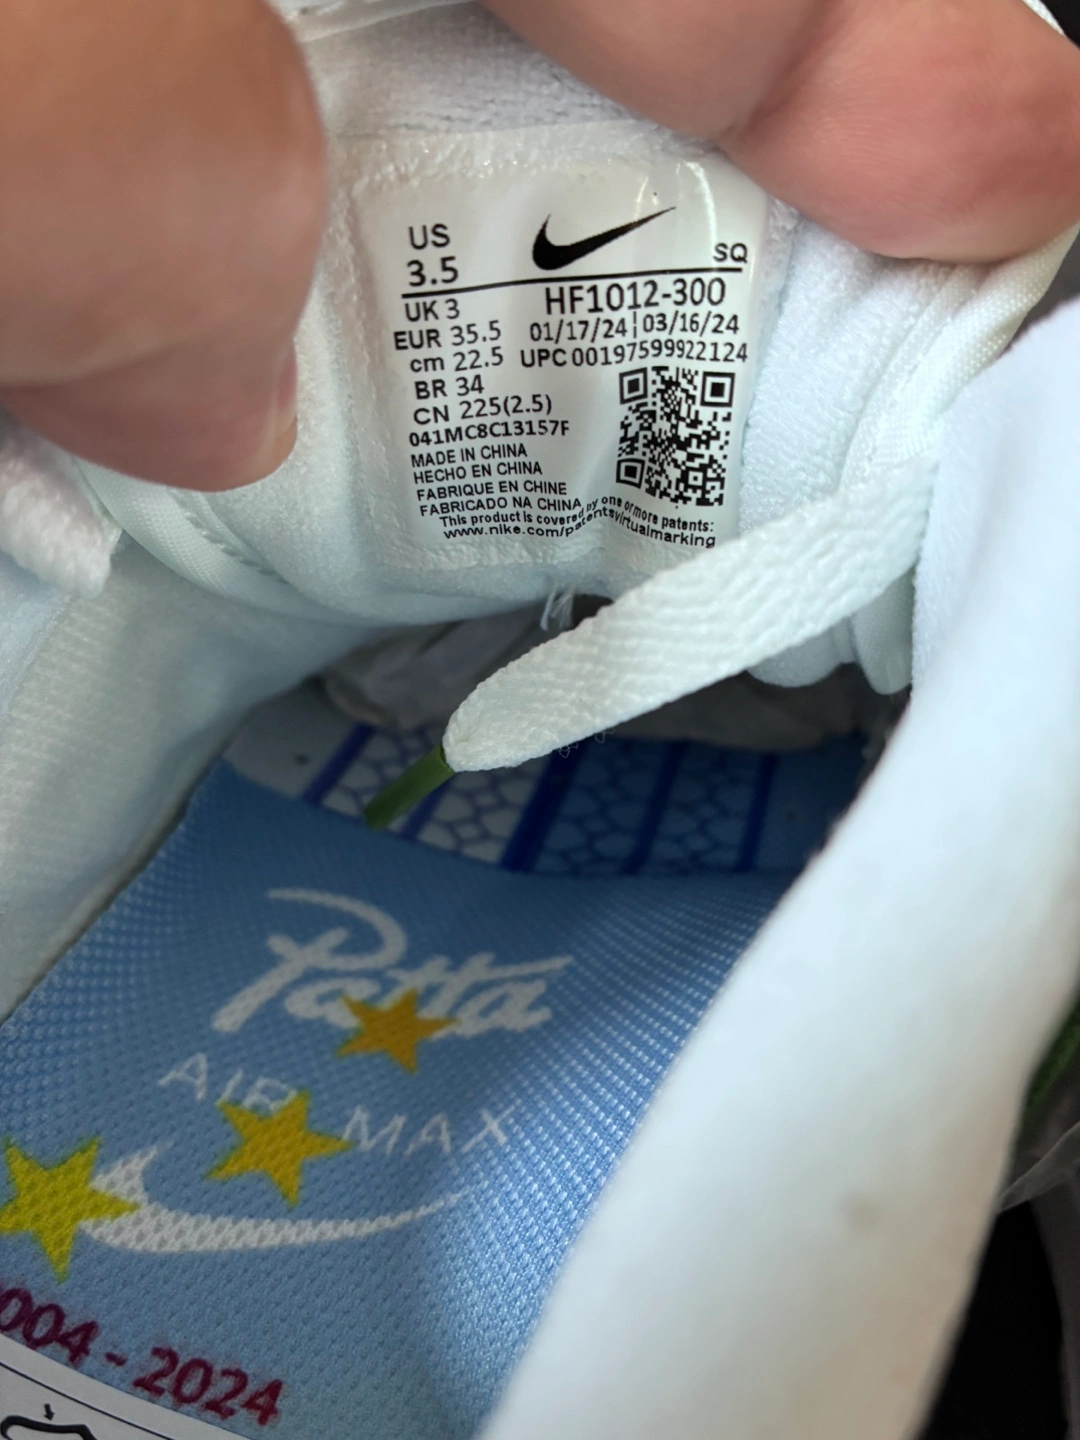 US
3.5
SQ
UK 3
HF1012-300
EUR 35.5
01/17/24 | 03/16/24
cm 22.5
UPC 00197599922124
BR 34
CN 225(2.5)
041MC8C13157F
MADE IN CHINA
HECHO EN CHINA
FABRIQUE EN CHINE
FABRICADO NA CHINA
This product is covered by one or more patents:
www.nike.com/patentsvirtualmarking
Patta
AIR MAX
004 - 2024